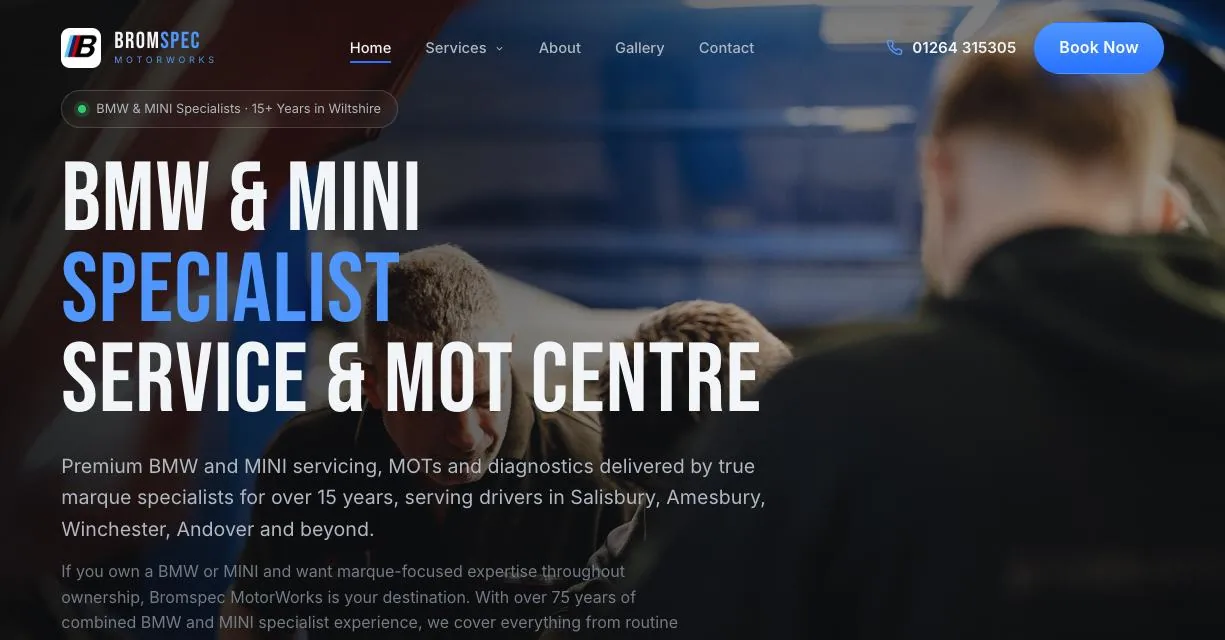 B
BROMSPEC
MOTORWORKS
Home
Services
About
Gallery
Contact
01264 315305
Book Now
BMW & MINI Specialists · 15+ Years in Wiltshire
BMW & MINI
SPECIALIST
SERVICE & MOT CENTRE
Premium BMW and MINI servicing, MOTs and diagnostics delivered by true
marque specialists for over 15 years, serving drivers in Salisbury, Amesbury,
Winchester, Andover and beyond.
If you own a BMW or MINI and want marque-focused expertise throughout
ownership, Bromspec MotorWorks is your destination. With over 75 years of
combined BMW and MINI specialist experience, we cover everything from routine